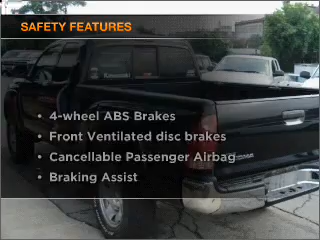 SAFETY FEATURES
• 4-wheel ABS Brakes
• Front Ventilated disc brakes
• Cancellable Passenger Airbag
• Braking Assist